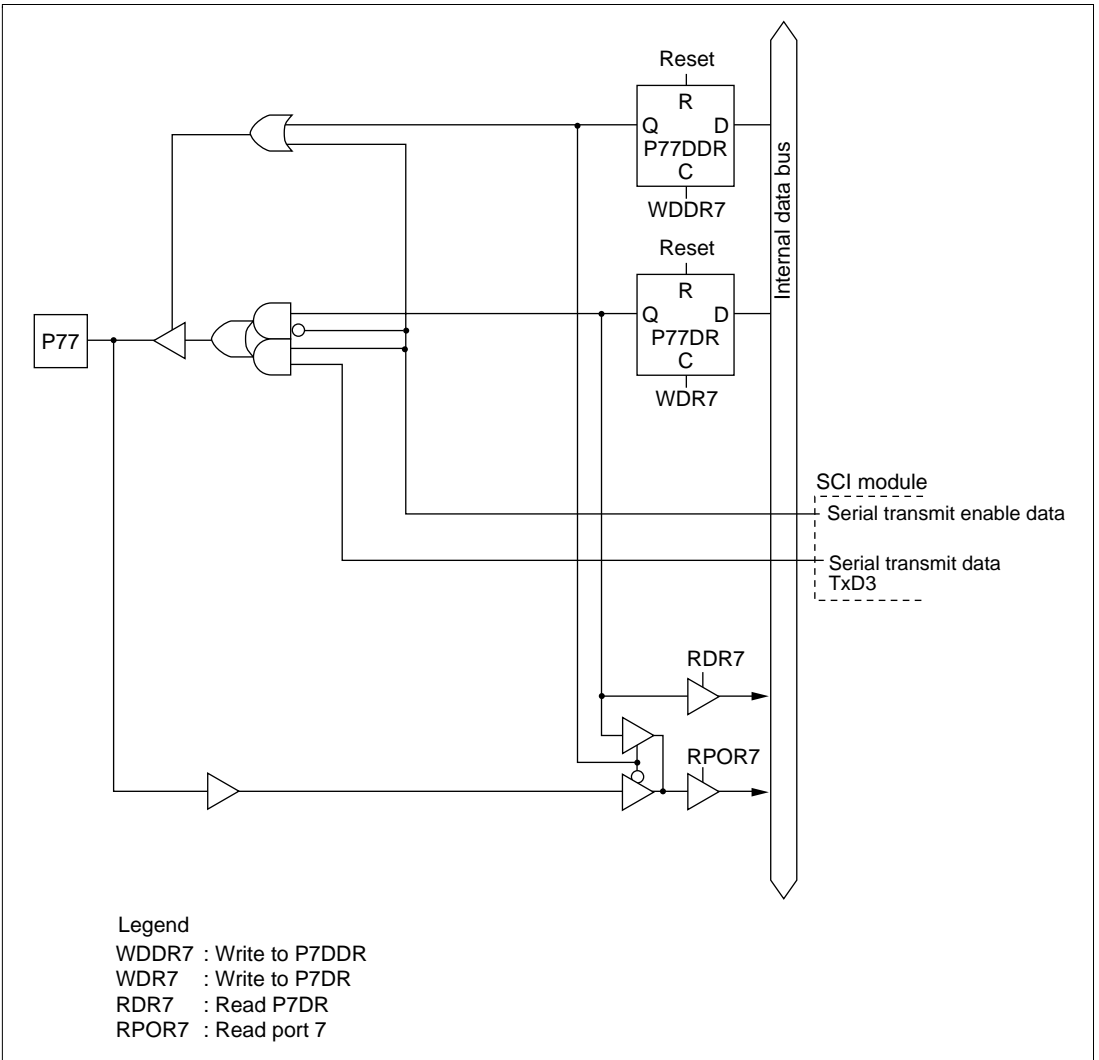 Reset
R
Q D
P77DDR
C
WDDR7
Internal data bus
Reset
R
Q D
P77DR
C
WDR7
P77
SCI module
Serial transmit enable data
Serial transmit data
TxD3
RDR7
RPOR7
Legend
WDDR7 : Write to P7DDR
WDR7 : Write to P7DR
RDR7 : Read P7DR
RPOR7 : Read port 7